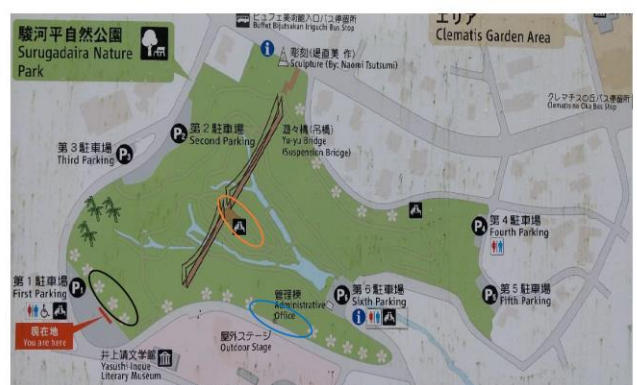 駿河平自然公園
Surugadaira Nature
Park
ビュフェ美術館入口バス停留所
Buffet Bijutsukan Iriguchi Bus Stop
彫刻(堤直美 作)
Sculpture (By: Naomi Tsutsumi)
エリア
Clematis Garden Area
クレマチスの丘バス停留所
Clematis no Oka Bus Stop
第2駐車場
Second Parking
P2
遊々橋(吊橋)
Yu-yu Bridge
(Suspension Bridge)
第3駐車場
Third Parking
P3
第4駐車場
Fourth Parking
P4
第1駐車場
First Parking
P1
現在地
You are here
管理棟
Administrative
Office
第6駐車場
Sixth Parking
P6
第5駐車場
Fifth Parking
P5
屋外ステージ
Outdoor Stage
井上靖文学館
Yasushi Inoue
Literary Museum